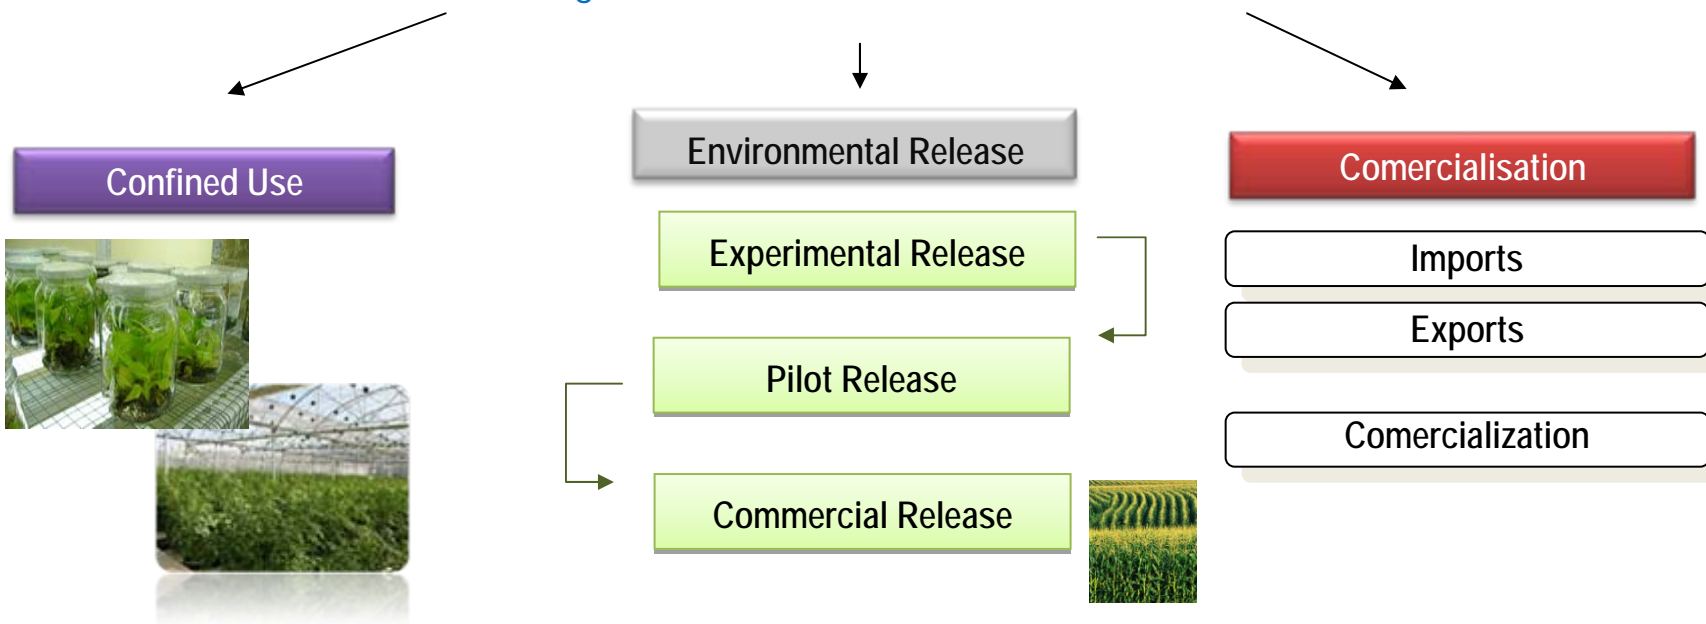 Confined Use
Environmental Release
Experimental Release
Pilot Release
Commercial Release
Comercialisation
Imports
Exports
Comercialization